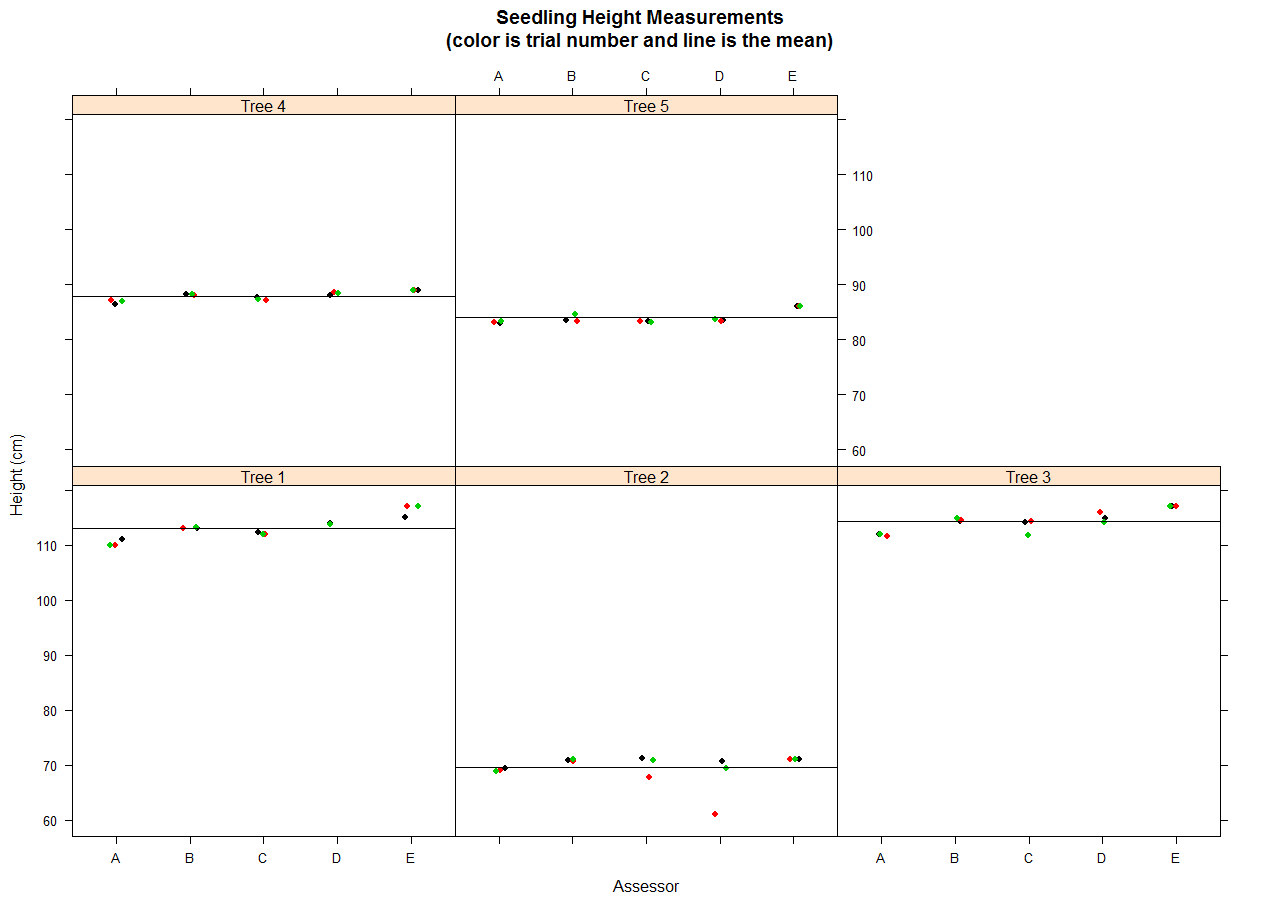 Seedling Height Measurements
(color is trial number and line is the mean)
A B C D E
Tree 4 Tree 5
110
100
90
80
70
60
Height (cm)
Tree 1 Tree 2 Tree 3
110
100
90
80
70
60
A B C D E A B C D E
Assessor